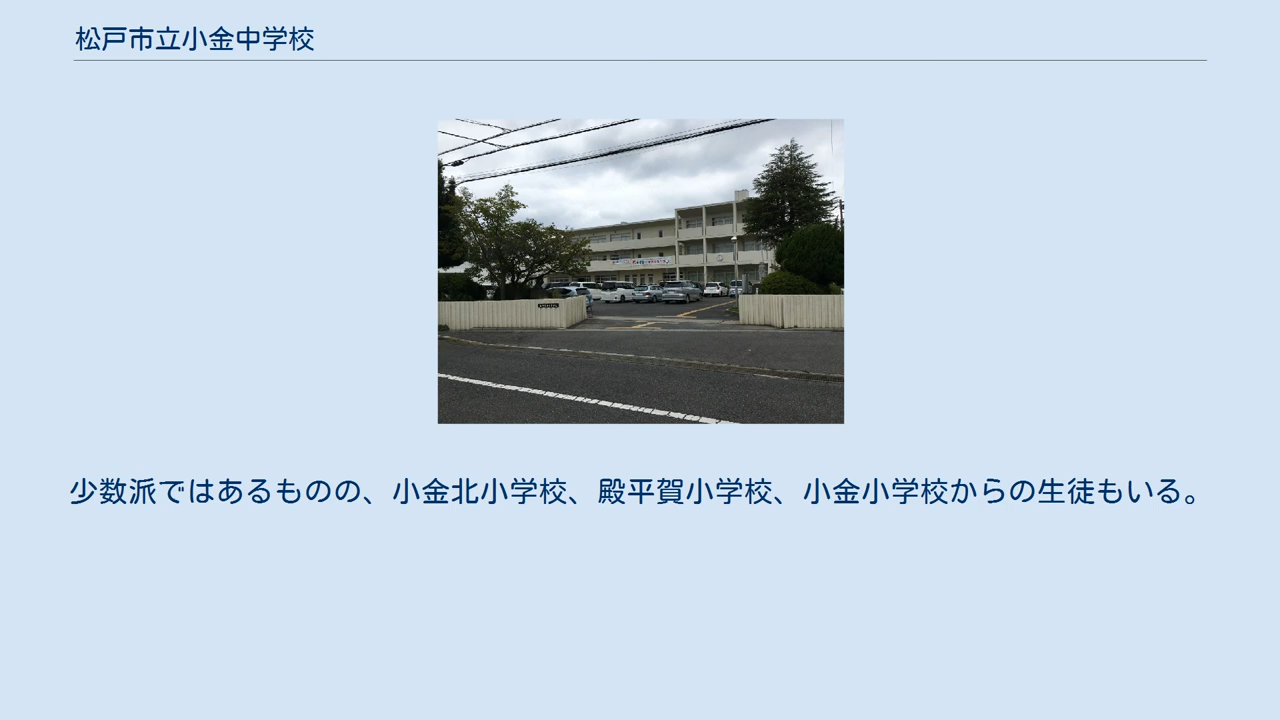 松戸市立小金中学校
少数派ではあるものの、小金北小学校、殿平賀小学校、小金小学校からの生徒もいる。